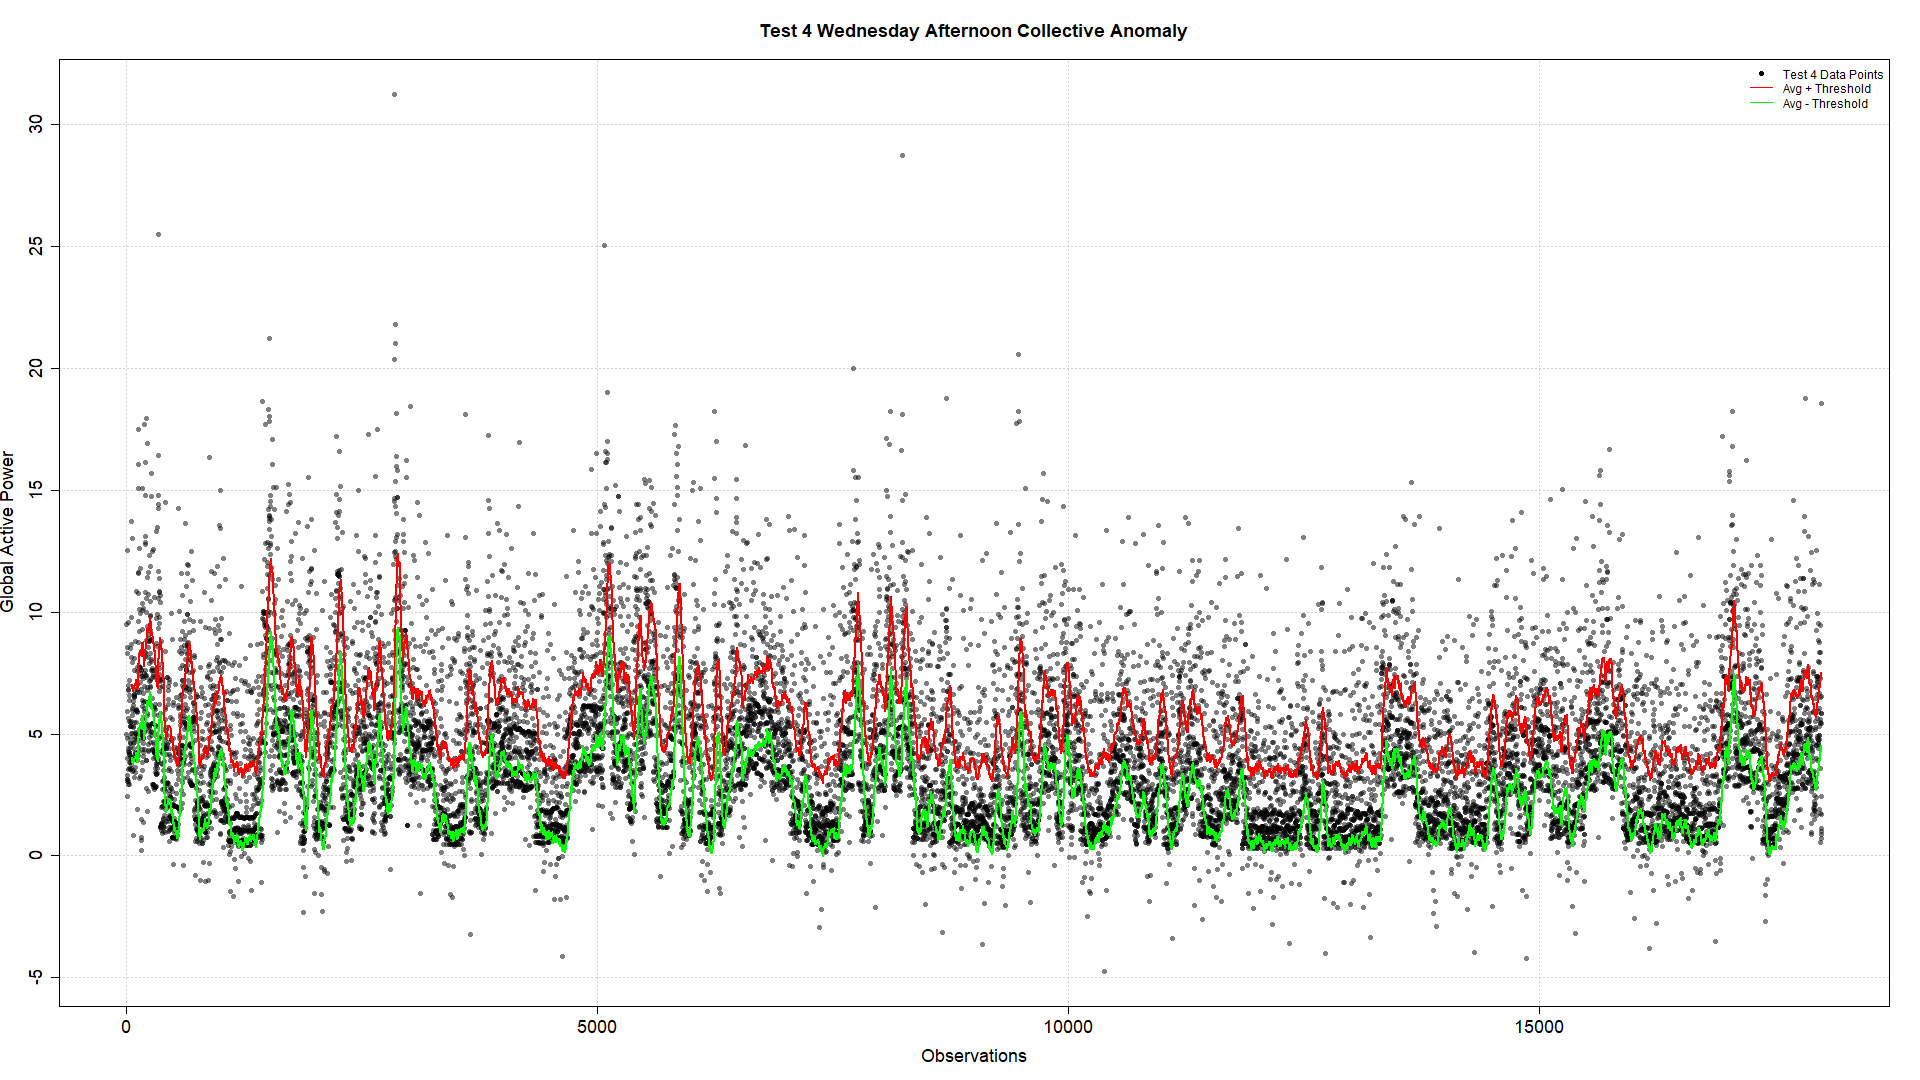 Test 4 Wednesday Afternoon Collective Anomaly
Test 4 Data Points
Avg + Threshold
Avg - Threshold
Global Active Power
30
25
20
15
10
5
0
-5
0 5000 10000 15000
Observations